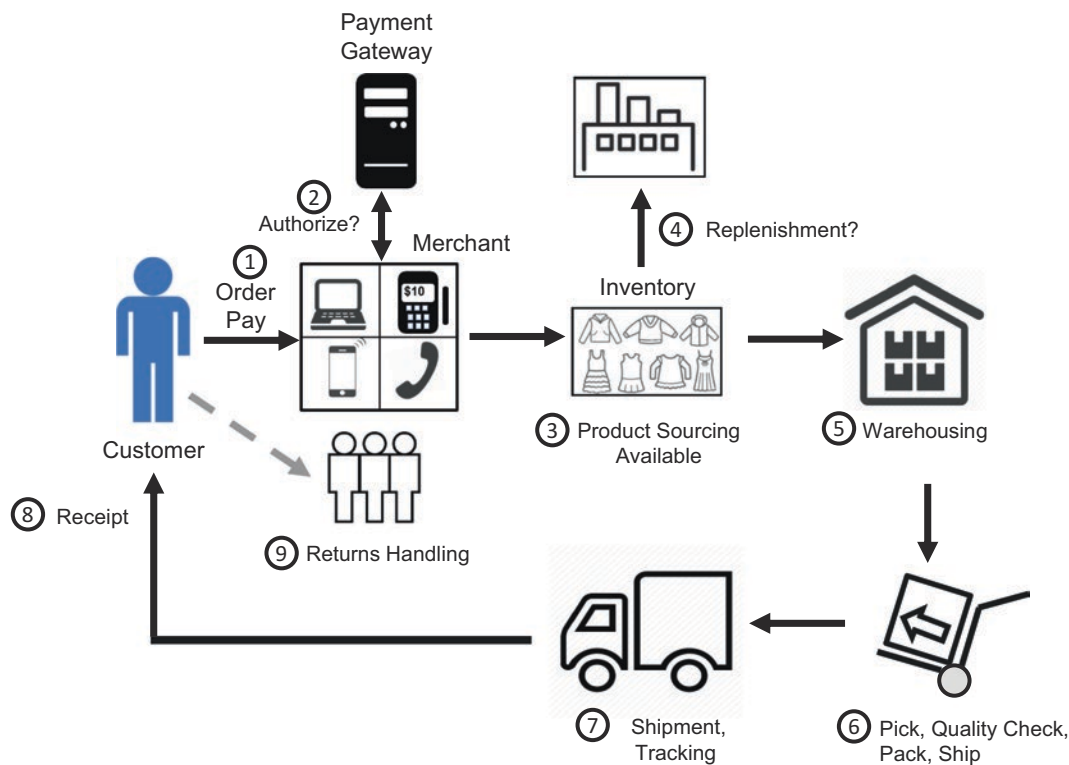 Payment
Gateway
2
Authorize?
Merchant
1
Order
Pay
$10
4 Replenishment?
Inventory
3 Product Sourcing
Available
5 Warehousing
Customer
8 Receipt
9 Returns Handling
7 Shipment,
Tracking
6 Pick, Quality Check,
Pack, Ship